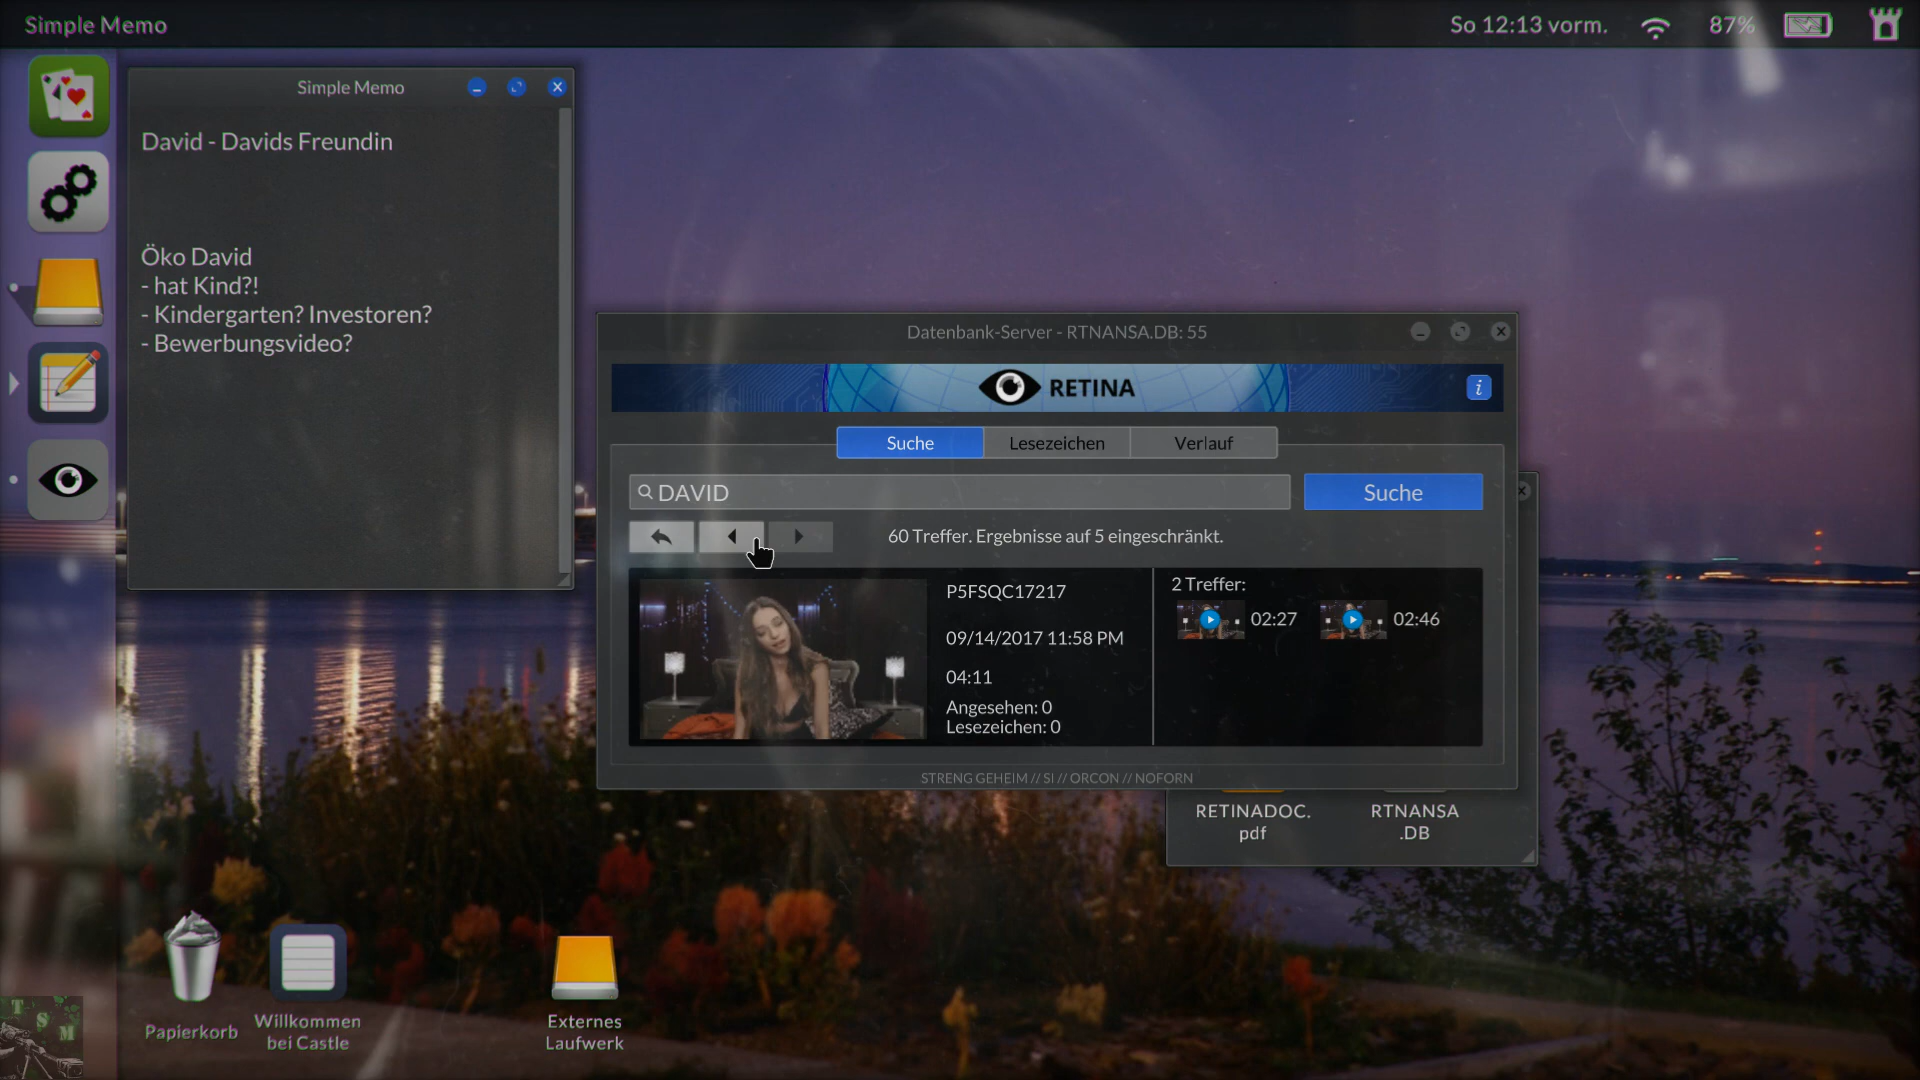 Simple Memo
So 12:13 vorm.
87%
Simple Memo
David - Davids Freundin
Öko David
- hat Kind?!
- Kindergarten? Investoren?
- Bewerbungsvideo?
Datenbank-Server - RTNANSA.DB: 55
RETINA
i
Suche
Lesezeichen
Verlauf
DAVID
Suche
60 Treffer. Ergebnisse auf 5 eingeschränkt.
P5FSQC17217
09/14/2017 11:58 PM
04:11
Angesehen: 0
Lesezeichen: 0
2 Treffer:
02:27
02:46
STRENG GEHEIM // SI // ORCON // NOFORN
RETINADOC.
pdf
RTNANSA
.DB
Papierkorb
Willkommen
bei Castle
Externes
Laufwerk
T
S
M